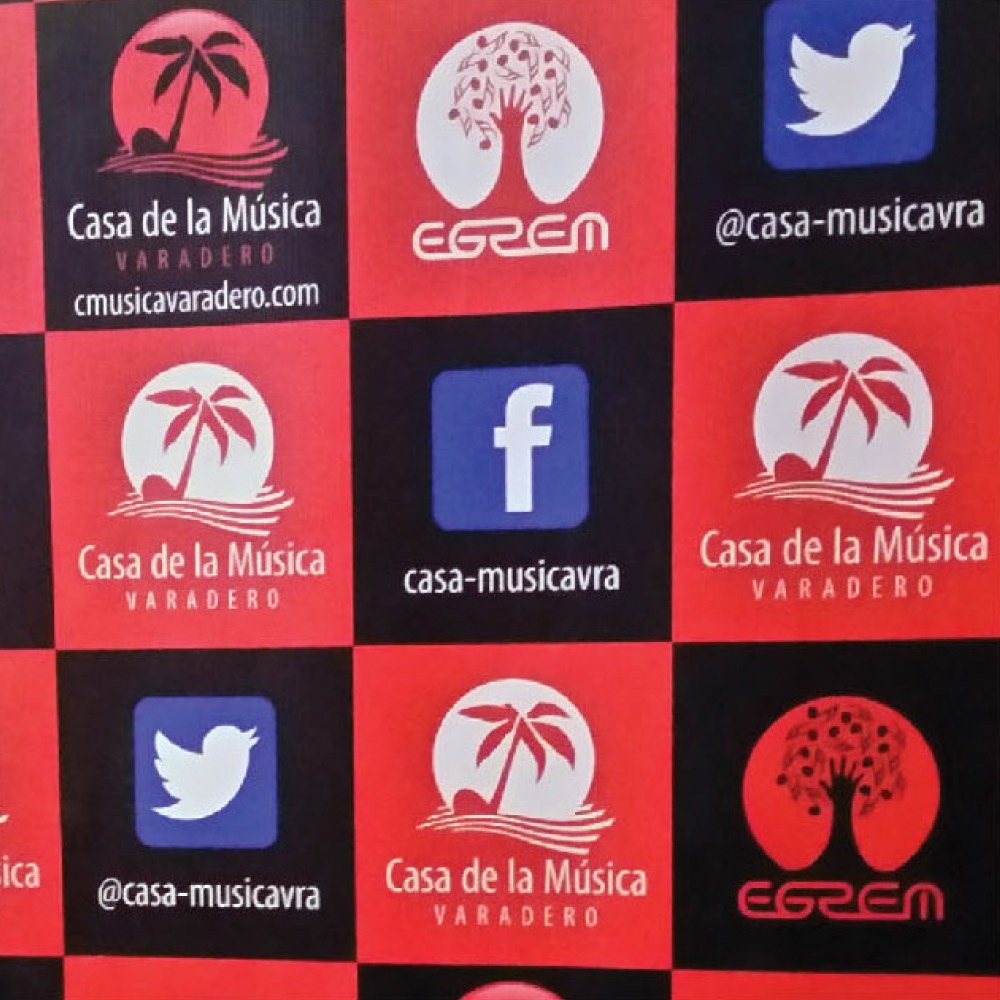 Casa de la Música
VARADERO
cmusicavaradero.com
EGREM
@casa-musicavra
Casa de la Música
VARADERO
f
casa-musicavra
Casa de la Música
VARADERO
ica
@casa-musicavra
Casa de la Música
VARADERO
EGREM